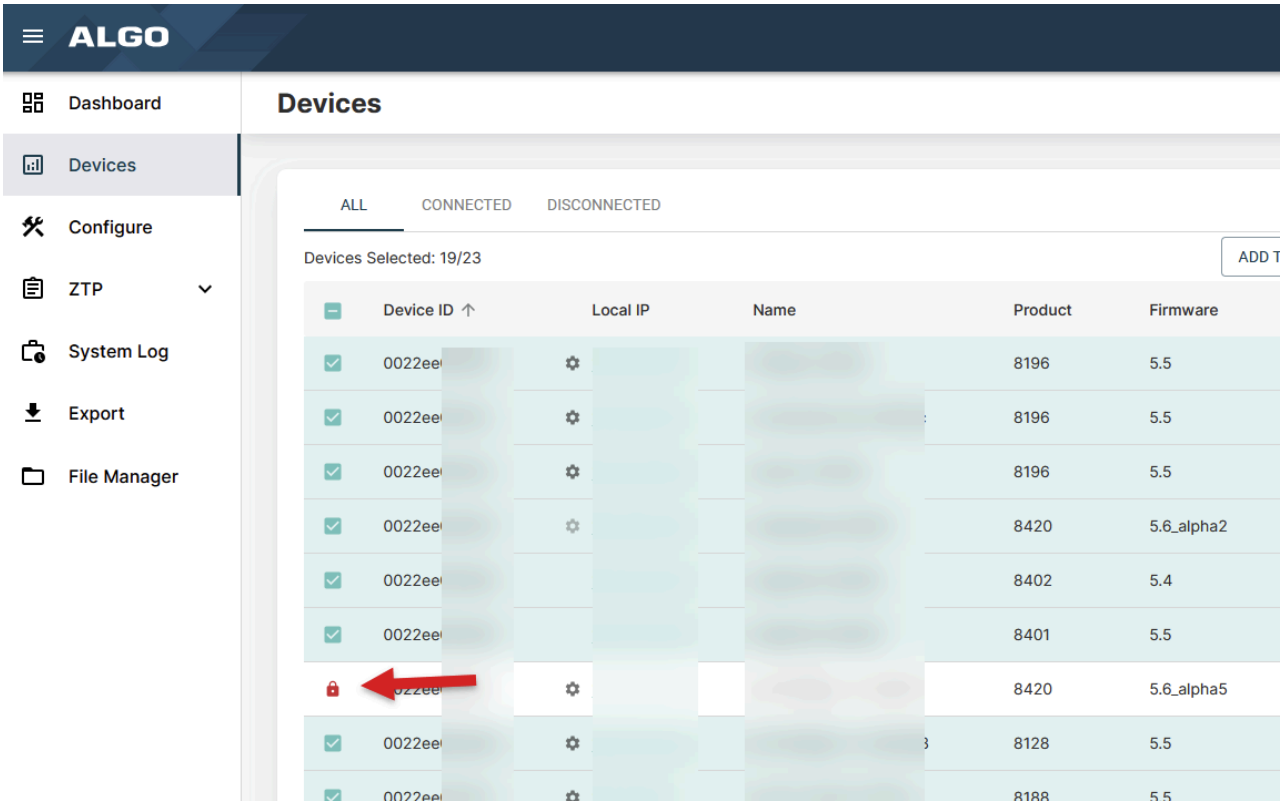 ALGO
Dashboard
Devices
Configure
ZTP
System Log
Export
File Manager
Devices
ALL CONNECTED DISCONNECTED
Devices Selected: 19/23
ADD T
Device ID Local IP Name Product Firmware
0022ee 8196 5.5
0022ee 8196 5.5
0022ee 8196 5.5
0022ee 8420 5.6_alpha2
0022ee 8402 5.4
0022ee 8401 5.5
0022ee 8420 5.6_alpha5
0022ee 8128 5.5
0022ee 8188 5.5